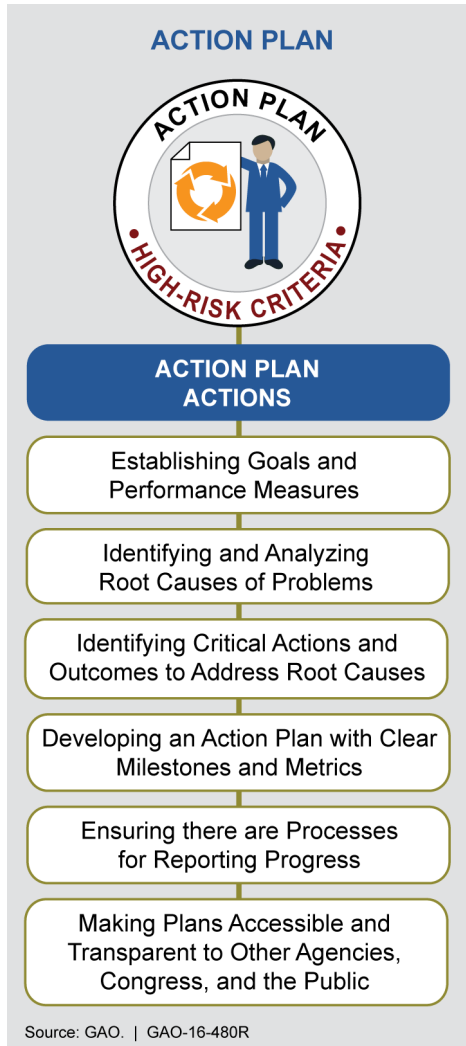 ACTION PLAN
ACTION PLAN
• HIGH-RISK CRITERIA •
ACTION PLAN
ACTIONS
Establishing Goals and
Performance Measures
Identifying and Analyzing
Root Causes of Problems
Identifying Critical Actions and
Outcomes to Address Root Causes
Developing an Action Plan with Clear
Milestones and Metrics
Ensuring there are Processes
for Reporting Progress
Making Plans Accessible and
Transparent to Other Agencies,
Congress, and the Public
Source: GAO. | GAO-16-480R